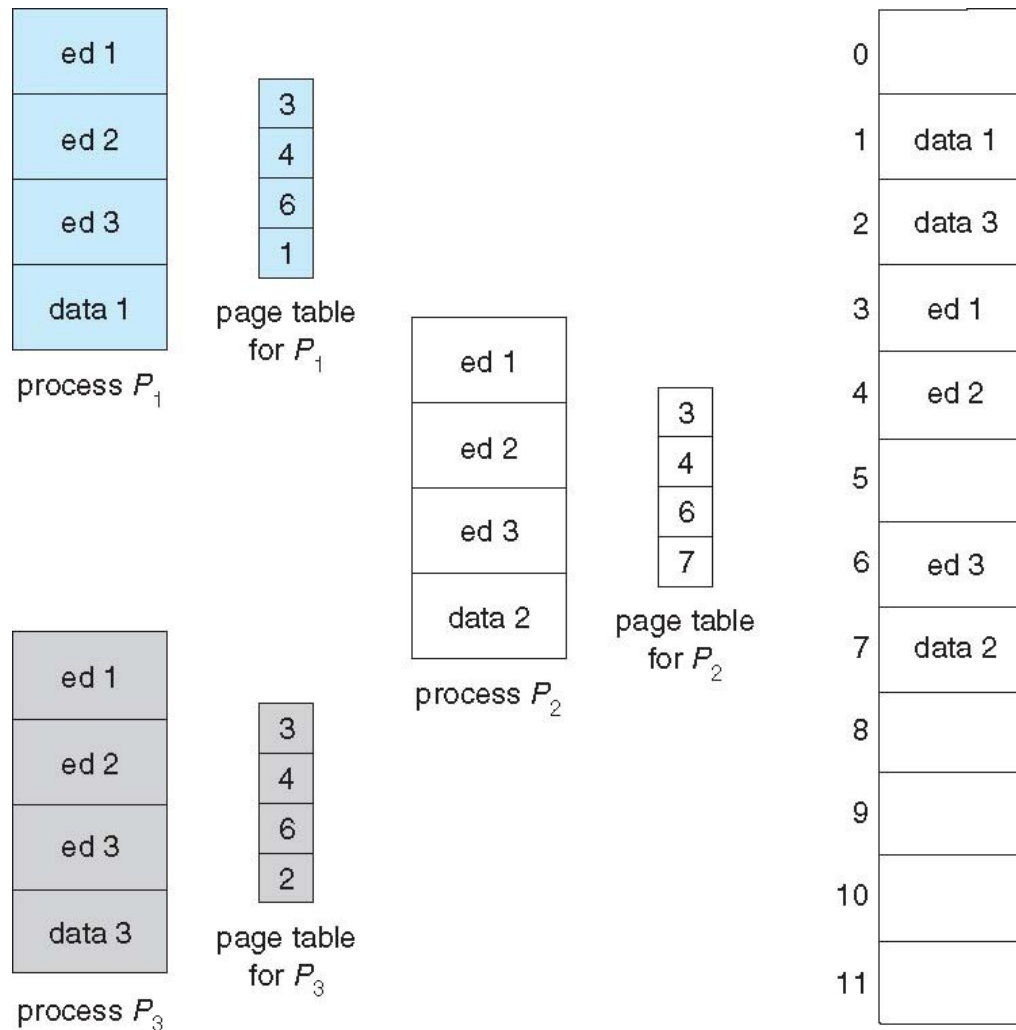 ed 1
ed 2
ed 3
data 1
process P₁
3
4
6
1
page table
for P₁
ed 1
ed 2
ed 3
data 2
process P₂
3
4
6
7
page table
for P₂
ed 1
ed 2
ed 3
data 3
process P₃
3
4
6
2
page table
for P₃
0
1 data 1
2 data 3
3 ed 1
4 ed 2
5
6 ed 3
7 data 2
8
9
10
11